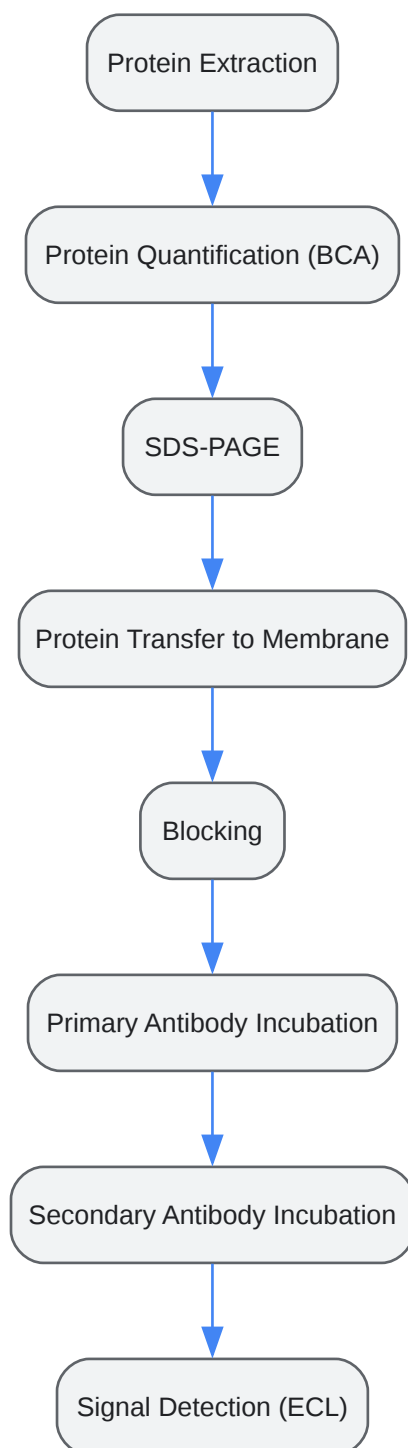 Protein Extraction
Protein Quantification (BCA)
SDS-PAGE
Protein Transfer to Membrane
Blocking
Primary Antibody Incubation
Secondary Antibody Incubation
Signal Detection (ECL)